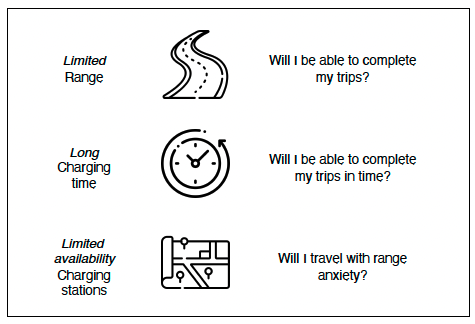 Limited
Range
Will I be able to complete
my trips?
Long
Charging
time
Will I be able to complete
my trips in time?
Limited
availability
Charging
stations
Will I travel with range
anxiety?